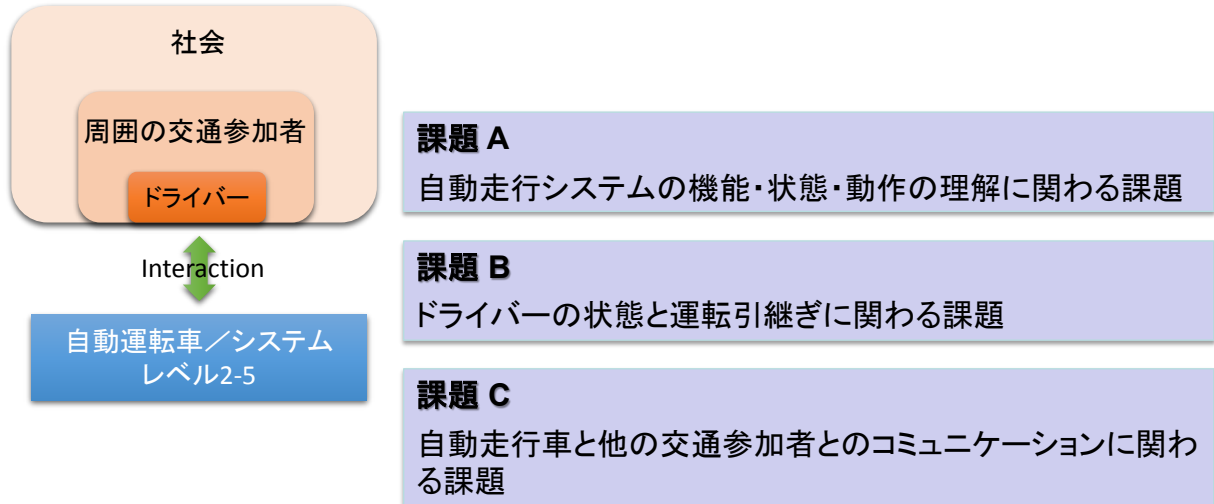 社会
周囲の交通参加者
ドライバー
Interaction
自動運転車／システム
レベル2-5
課題 A
自動走行システムの機能・状態・動作の理解に関わる課題
課題 B
ドライバーの状態と運転引継ぎに関わる課題
課題 C
自動走行車と他の交通参加者とのコミュニケーションに関わ
る課題